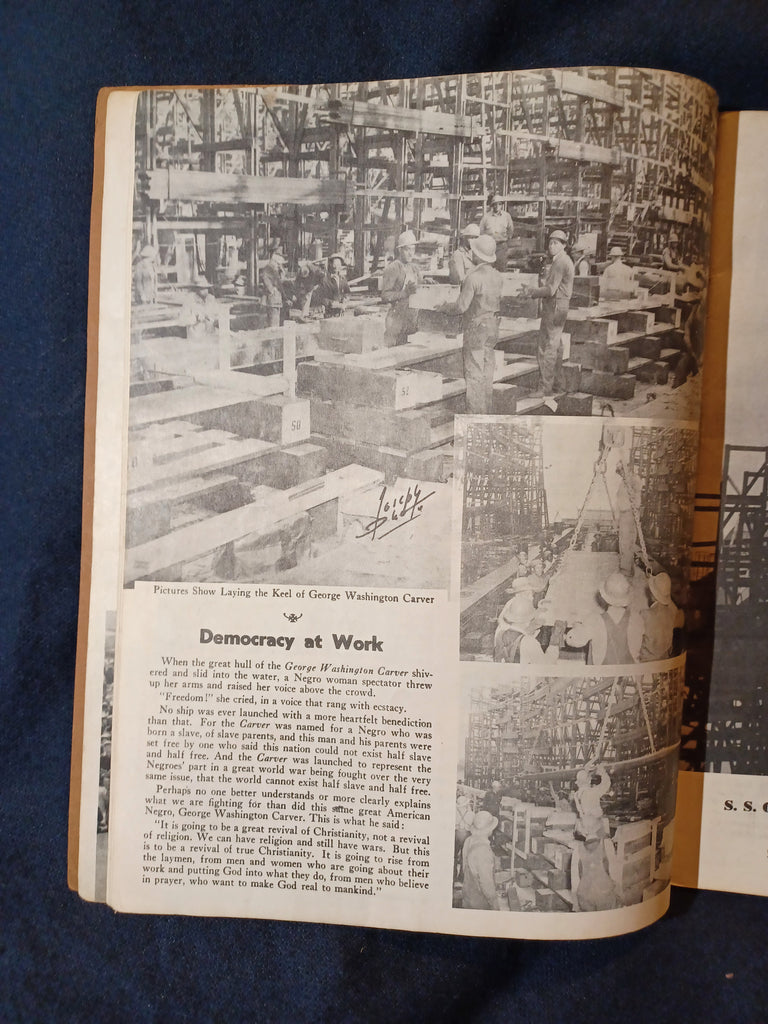 50
51
Joseph
Pictures Show Laying the Keel of George Washington Carver
Democracy at Work
When the great hull of the George Washington Carver shiv-
ered and slid into the water, a Negro woman spectator threw
up her arms and raised her voice above the crowd.
"Freedom!" she cried, in a voice that rang with ecstacy.
No ship was ever launched with a more heartfelt benediction
than that. For the Carver was named for a Negro who was
born a slave, of slave parents, and this man and his parents were
set free by one who said this nation could not exist half slave
and half free. And the Carver was launched to represent the
Negroes' part in a great world war being fought over the very
same issue, that the world cannot exist half slave and half free.
Perhaps no one better understands or more clearly explains
what we are fighting for than did this same great American
Negro, George Washington Carver. This is what he said:
"It is going to be a great revival of Christianity, not a revival
of religion. We can have religion and still have wars. But this
is to be a revival of true Christianity. It is going to rise from
the laymen, from men and women who are going about their
work and putting God into what they do, from men who believe
in prayer, who want to make God real to mankind."
S. S.